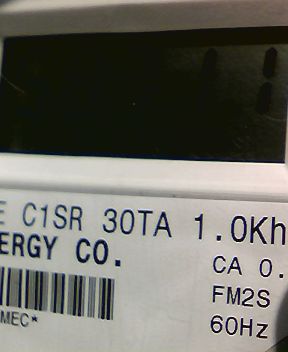 E C1SR 30TA 1.0Kh
ERGY CO.
CA 0.
FM2S
MEC*
60Hz